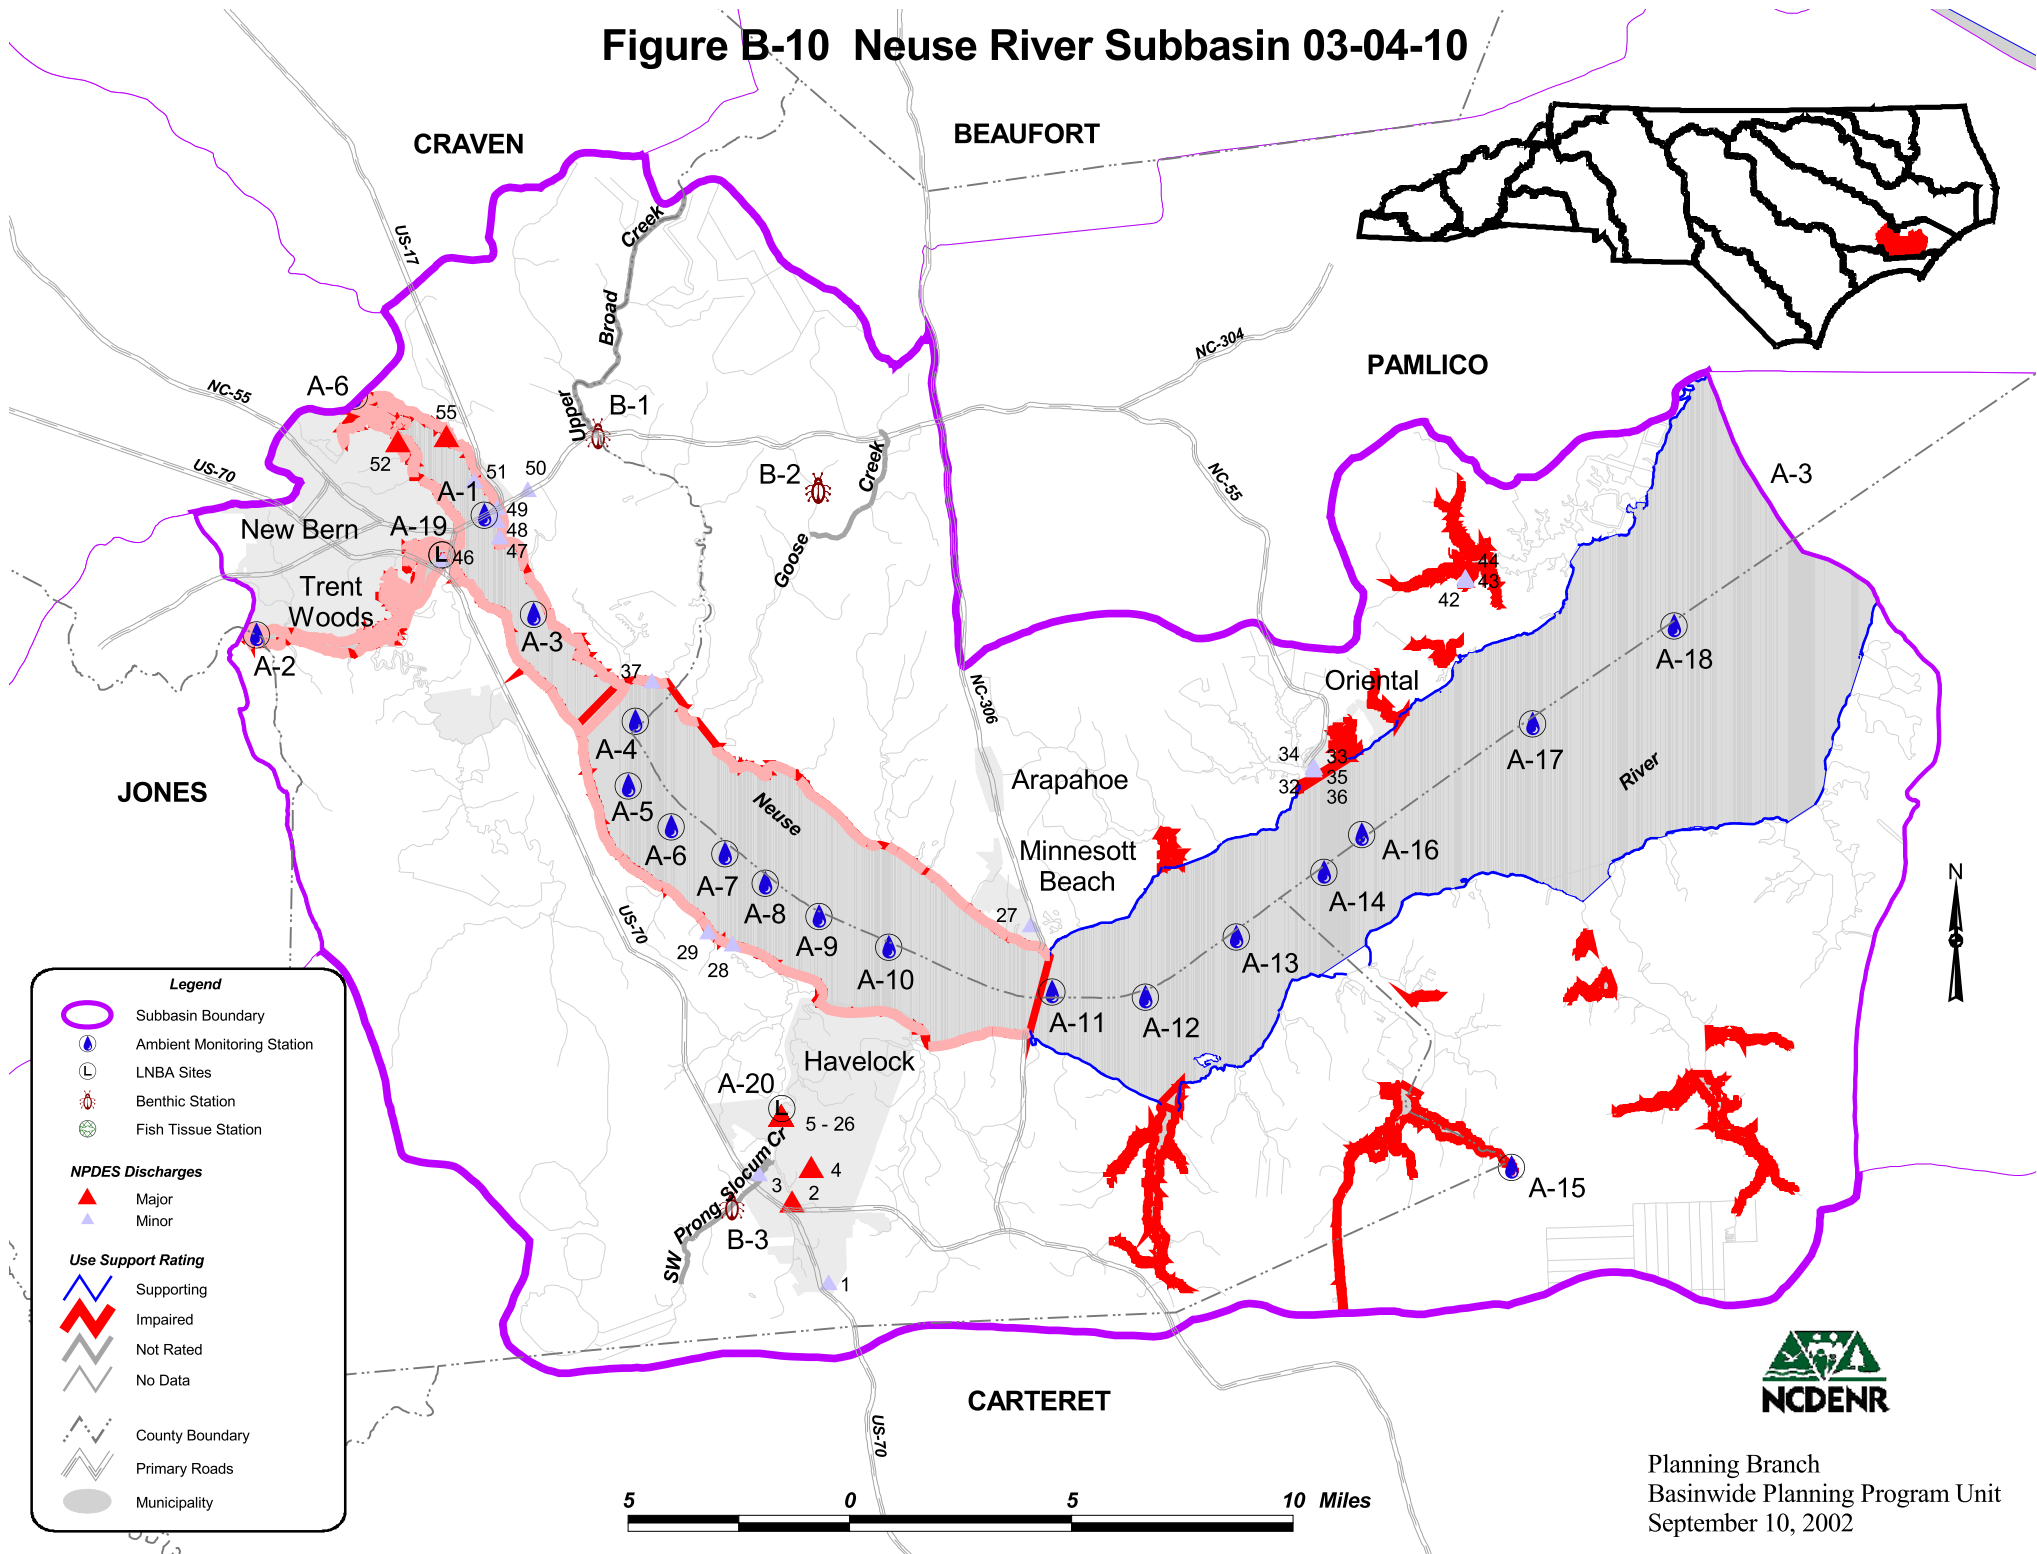 Figure B-10  Neuse River Subbasin 03-04-10
CRAVEN
BEAUFORT
PAMLICO
JONES
CARTERET
US-17
NC-55
US-70
NC-304
NC-55
NC-306
US-70
US-70
Creek
Broad
Upper
Creek
Goose
Neuse
River
SW Prong Slocum Cr
A-6
55
52
51
50
A-1
49
48
47
A-19
L
46
New Bern
Trent
Woods
A-2
A-3
B-1
B-2
37
A-4
A-5
A-6
A-7
A-8
A-9
A-10
29
28
27
Arapahoe
Minnesott
Beach
A-11
A-12
A-13
A-14
A-16
A-17
A-18
A-3
44
43
42
Oriental
34
33
32
35
36
A-15
Havelock
A-20
L
5 - 26
4
3
2
B-3
1
N
Legend
Subbasin Boundary
Ambient Monitoring Station
L
LNBA Sites
Benthic Station
Fish Tissue Station
NPDES Discharges
Major
Minor
Use Support Rating
Supporting
Impaired
Not Rated
No Data
County Boundary
Primary Roads
Municipality
5 0 5 10 Miles
NCDENR
Planning Branch
Basinwide Planning Program Unit
September 10, 2002